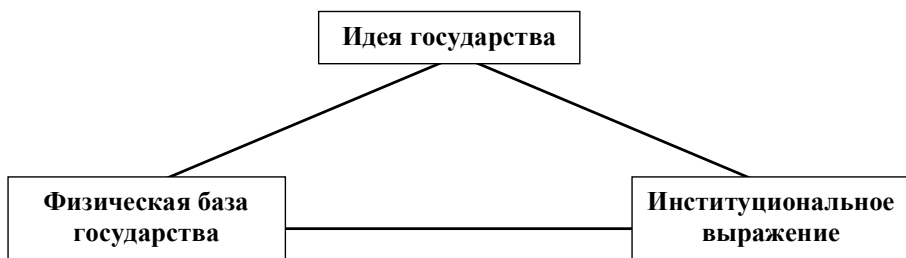 Идея государства
Физическая база
государства
Институциональное
выражение